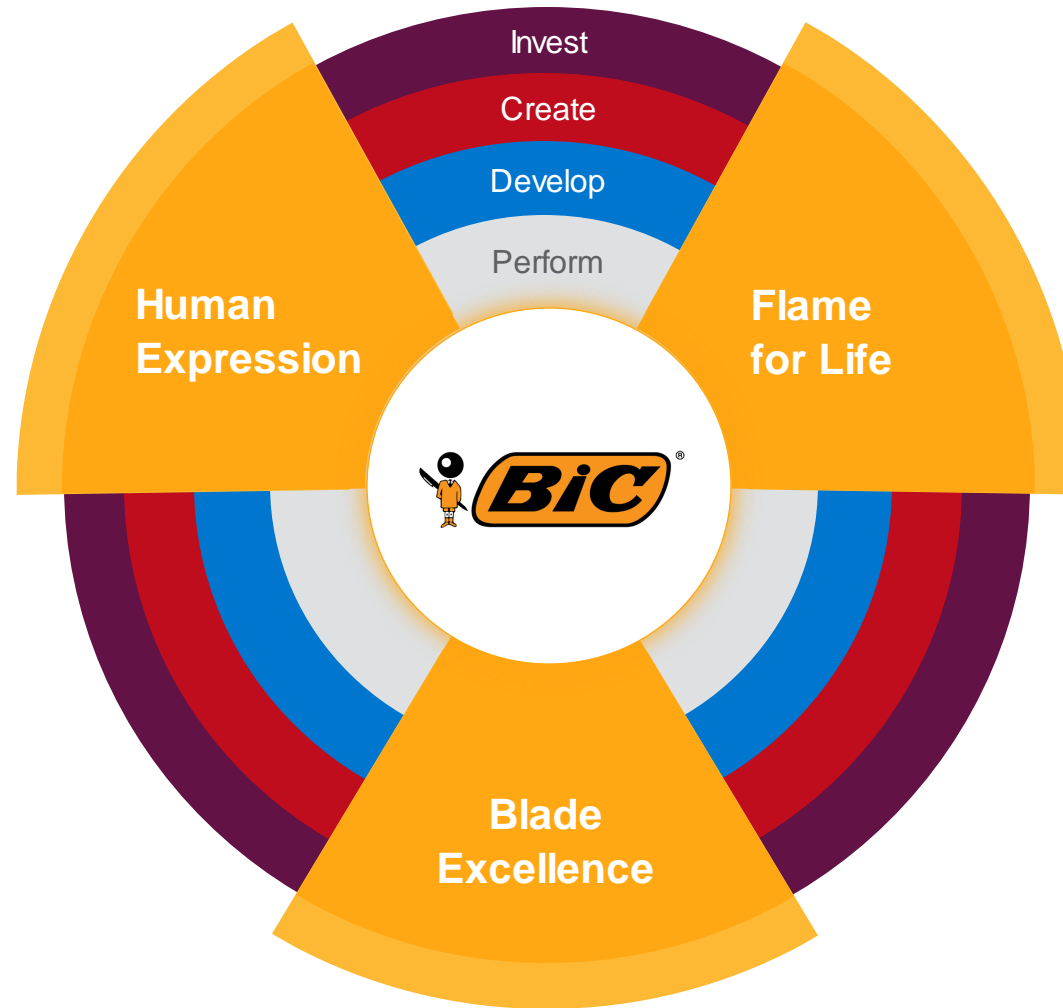 Invest
Create
Develop
Perform
Human
Expression
Flame
for Life
BiC®
Blade
Excellence